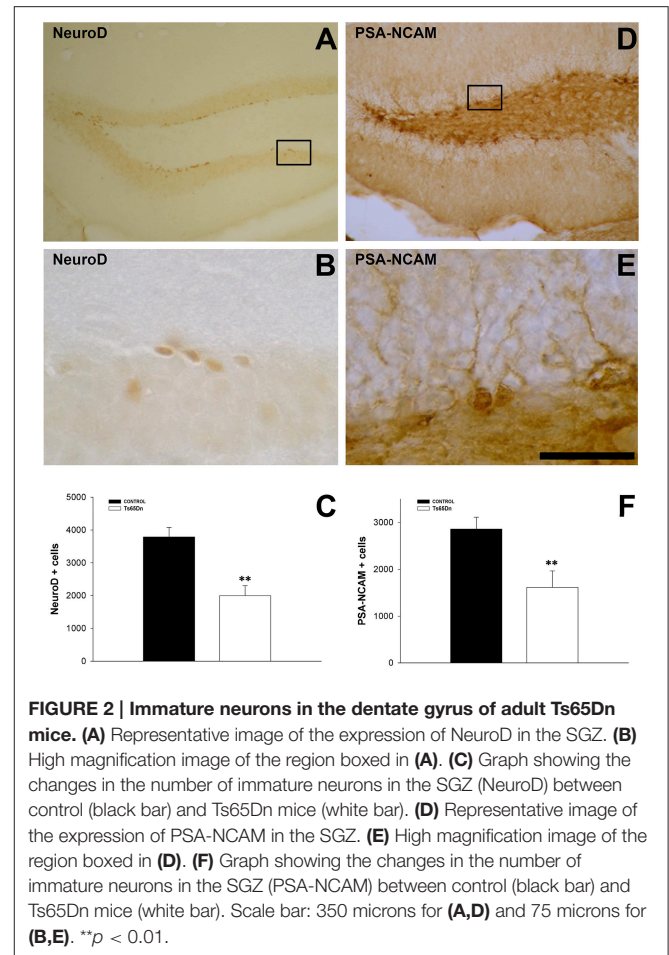 NeuroD A
PSA-NCAM D
NeuroD B
PSA-NCAM E
C
CONTROL
Ts65Dn
5000
4000
3000
2000
1000
0
NeuroD + cells
**
F
CONTROL
Ts65Dn
3000
2000
1000
0
PSA-NCAM + cells
**
FIGURE 2 | Immature neurons in the dentate gyrus of adult Ts65Dn
mice. (A) Representative image of the expression of NeuroD in the SGZ. (B)
High magnification image of the region boxed in (A). (C) Graph showing the
changes in the number of immature neurons in the SGZ (NeuroD) between
control (black bar) and Ts65Dn mice (white bar). (D) Representative image of
the expression of PSA-NCAM in the SGZ. (E) High magnification image of the
region boxed in (D). (F) Graph showing the changes in the number of
immature neurons in the SGZ (PSA-NCAM) between control (black bar) and
Ts65Dn mice (white bar). Scale bar: 350 microns for (A,D) and 75 microns for
(B,E). **p < 0.01.